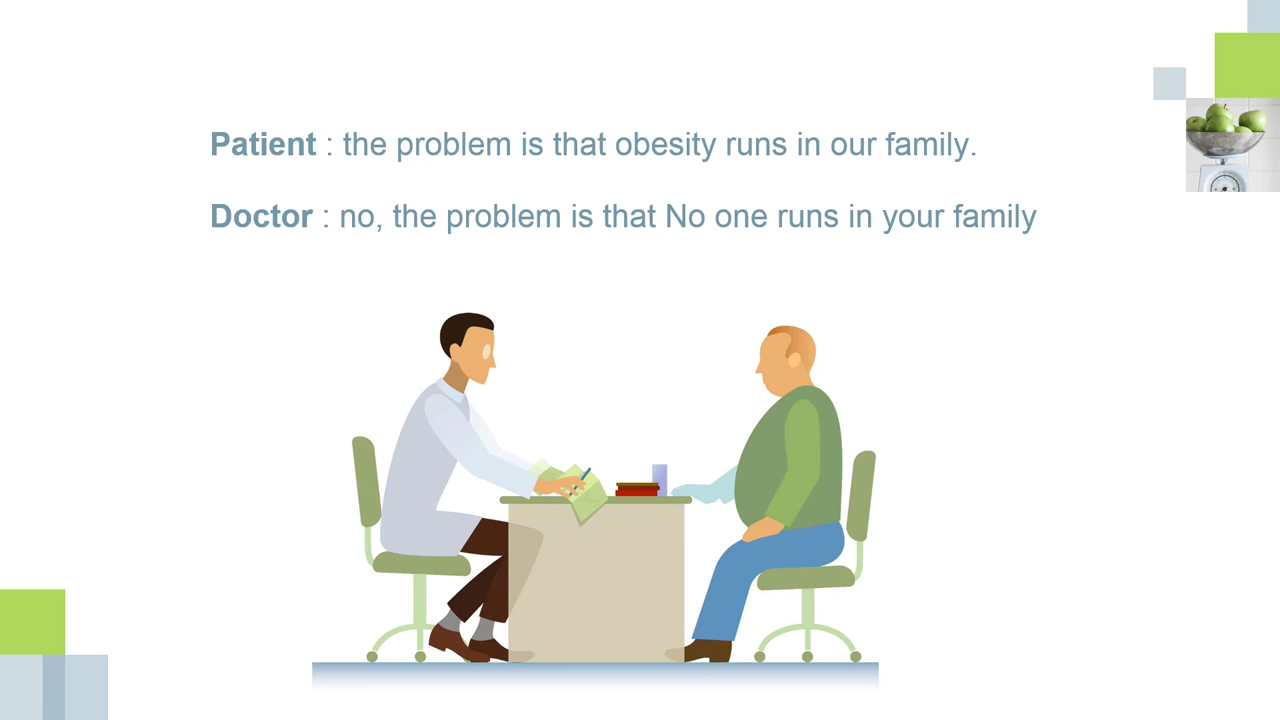 Patient : the problem is that obesity runs in our family.
Doctor : no, the problem is that No one runs in your family